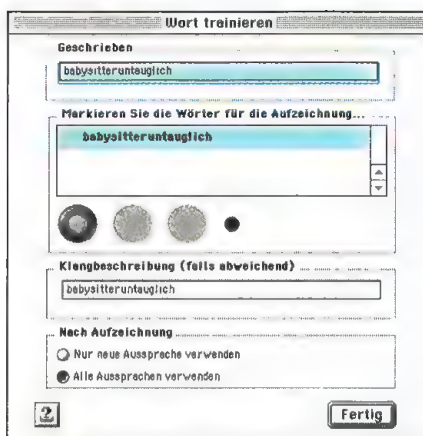 Wort trainieren
Geschrieben
babysitteruntauglich
Markieren Sie die Wörter für die Aufzeichnung...
babysitteruntauglich
Klangbeschreibung (falls abweichend)
babysitteruntauglich
Nach Aufzeichnung
Nur neue Aussprache verwenden
Alle Aussprachen verwenden
?
Fertig